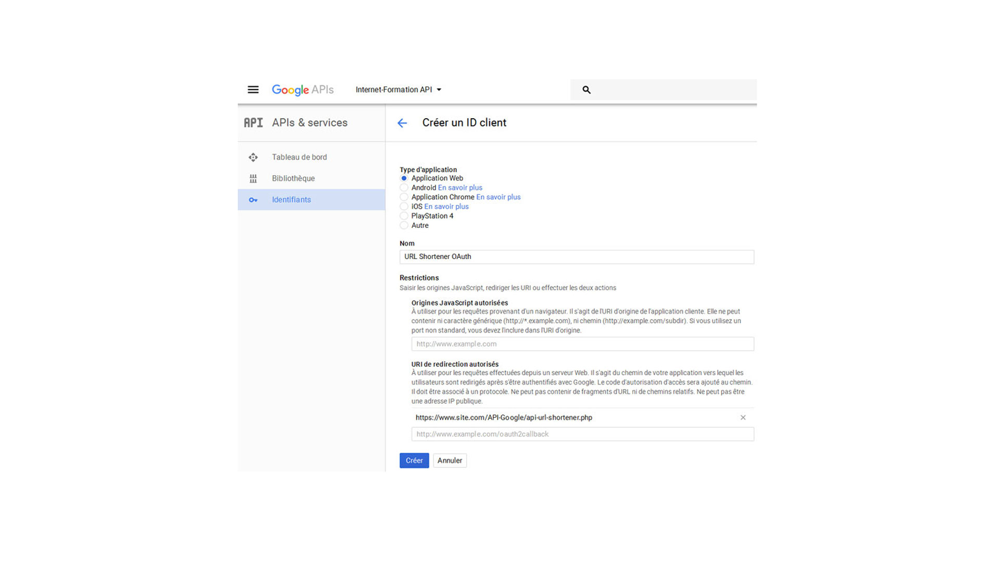 Google APIs
Internet-Formation API
API APIs & services
Créer un ID client
Tableau de bord
Bibliothèque
Identifiants
Type d'application
Application Web
Android En savoir plus
Application Chrome En savoir plus
iOS En savoir plus
PlayStation 4
Autre
Nom
URL Shortener OAuth
Restrictions
Saisir les origines JavaScript, rediriger les URI ou effectuer les deux actions
Origines JavaScript autorisées
À utiliser pour les requêtes provenant d'un navigateur. Il s'agit de l'URI d'origine de l'application cliente. Elle ne peut
contenir ni caractère générique (http://*.example.com), ni chemin (http://example.com/subdir). Si vous utilisez un
port non standard, vous devez l'inclure dans l'URI d'origine.
http://www.example.com
URI de redirection autorisés
À utiliser pour les requêtes effectuées depuis un serveur Web. Il s'agit du chemin de votre application vers lequel les
utilisateurs sont redirigés après s'être authentifiés avec Google. Le code d'autorisation d'accès sera ajouté au chemin.
Il doit être associé à un protocole. Ne peut pas contenir de fragments d'URL ni de chemins relatifs. Ne peut pas être
une adresse IP publique.
https://www.site.com/API-Google/api-url-shortener.php
http://www.example.com/oauth2callback
Créer Annuler